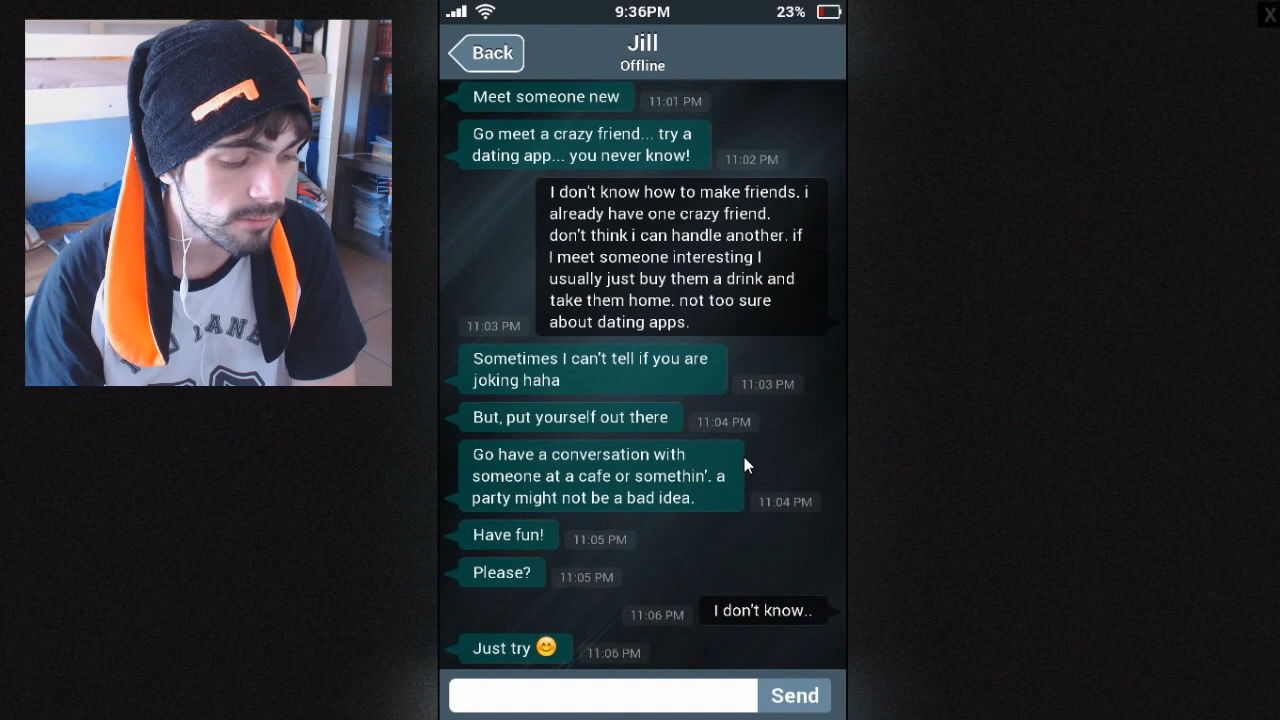 9:36PM
23%
X
Back
Jill
Offline
Meet someone new
11:01 PM
Go meet a crazy friend... try a
dating app... you never know!
11:02 PM
I don't know how to make friends. i
already have one crazy friend.
don't think i can handle another. if
I meet someone interesting I
usually just buy them a drink and
take them home. not too sure
about dating apps.
11:03 PM
Sometimes I can't tell if you are
joking haha
11:03 PM
But, put yourself out there
11:04 PM
Go have a conversation with
someone at a cafe or somethin'. a
party might not be a bad idea.
11:04 PM
Have fun!
11:05 PM
Please?
11:05 PM
11:06 PM
I don't know..
Just try 😊
11:06 PM
Send